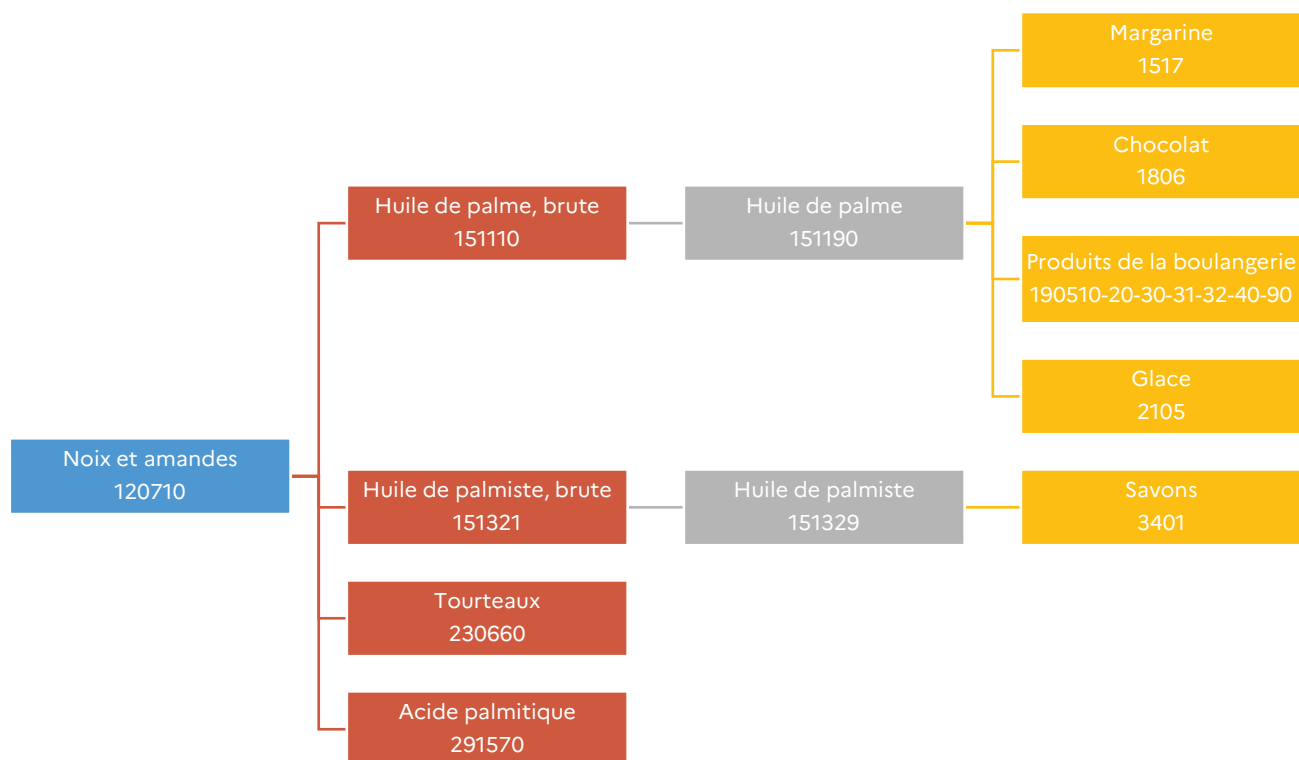 Margarine
1517
Chocolat
1806
Huile de palme, brute
151110
Huile de palme
151190
Produits de la boulangerie
190510-20-30-31-32-40-90
Glace
2105
Noix et amandes
120710
Huile de palmiste, brute
151321
Huile de palmiste
151329
Savons
3401
Tourteaux
230660
Acide palmitique
291570